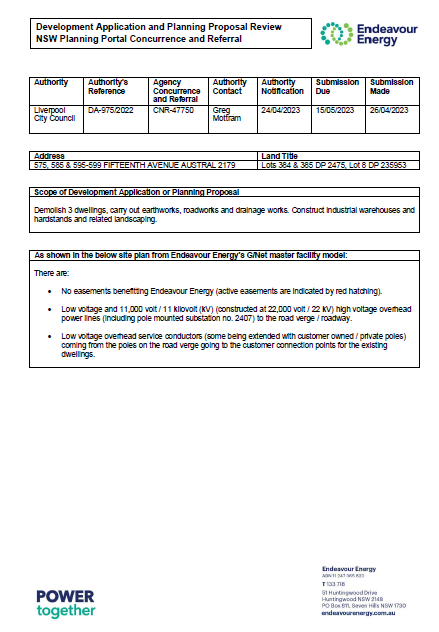 Development Application and Planning Proposal Review
NSW Planning Portal Concurrence and Referral
Endeavour
Energy
Authority Authority's Reference Agency Concurrence and Referral Authority Contact Authority Notification Submission Due Submission Made
Liverpool City Council DA-975/2022 CNR-47750 Greg Mottram 24/04/2023 15/05/2023 26/04/2023
Address Land Title
575, 585 & 595-599 FIFTEENTH AVENUE AUSTRAL 2179 Lots 384 & 385 DP 2475, Lot 8 DP 235953
Scope of Development Application or Planning Proposal
Demolish 3 dwellings, carry out earthworks, roadworks and drainage works. Construct industrial warehouses and
hardstands and related landscaping.
As shown in the below site plan from Endeavour Energy's G/Net master facility model:
There are:
• No easements benefitting Endeavour Energy (active easements are indicated by red hatching).
• Low voltage and 11,000 volt / 11 kilovolt (kV) (constructed at 22,000 volt / 22 kV) high voltage overhead
power lines (including pole mounted substation no. 2407) to the road verge / roadway.
• Low voltage overhead service conductors (some being extended with customer owned / private poles)
coming from the poles on the road verge going to the customer connection points for the existing
dwellings.
Endeavour Energy
ABN 11 247 365 823
T 133 718
51 Huntingwood Drive
Huntingwood NSW 2148
PO Box 811, Seven Hills NSW 1730
endeavourenergy.com.au
POWER
together